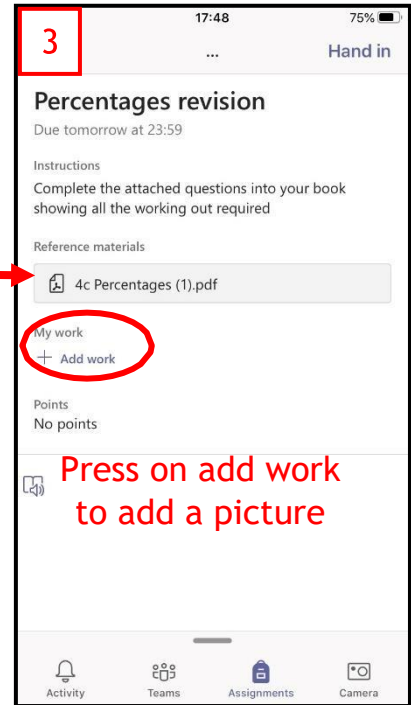 17:48
75%
3
...
Hand in
Percentages revision
Due tomorrow at 23:59
Instructions
Complete the attached questions into your book
showing all the working out required
Reference materials
4c Percentages (1).pdf
My work
+ Add work
Points
No points
Press on add work
to add a picture
Activity
Teams
Assignments
Camera